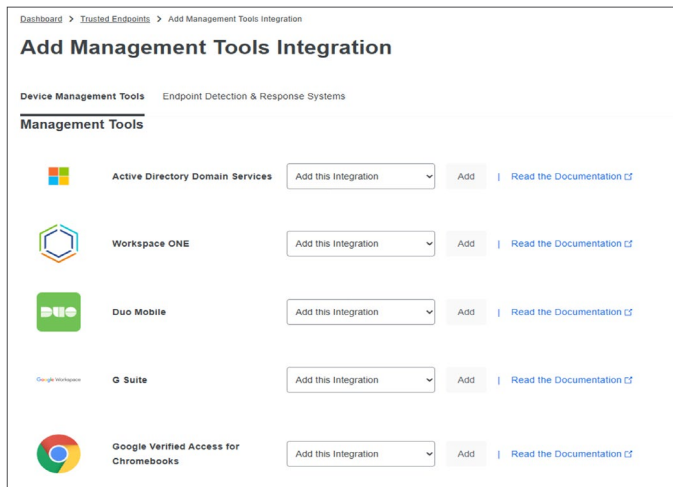 Dashboard > Trusted Endpoints > Add Management Tools Integration
Add Management Tools Integration
Device Management Tools Endpoint Detection & Response Systems
Management Tools
Active Directory Domain Services Add this Integration Add | Read the Documentation
Workspace ONE Add this Integration Add | Read the Documentation
DUO Duo Mobile Add this Integration Add | Read the Documentation
Google Workspace G Suite Add this Integration Add | Read the Documentation
Google Verified Access for
Chromebooks Add this Integration Add | Read the Documentation